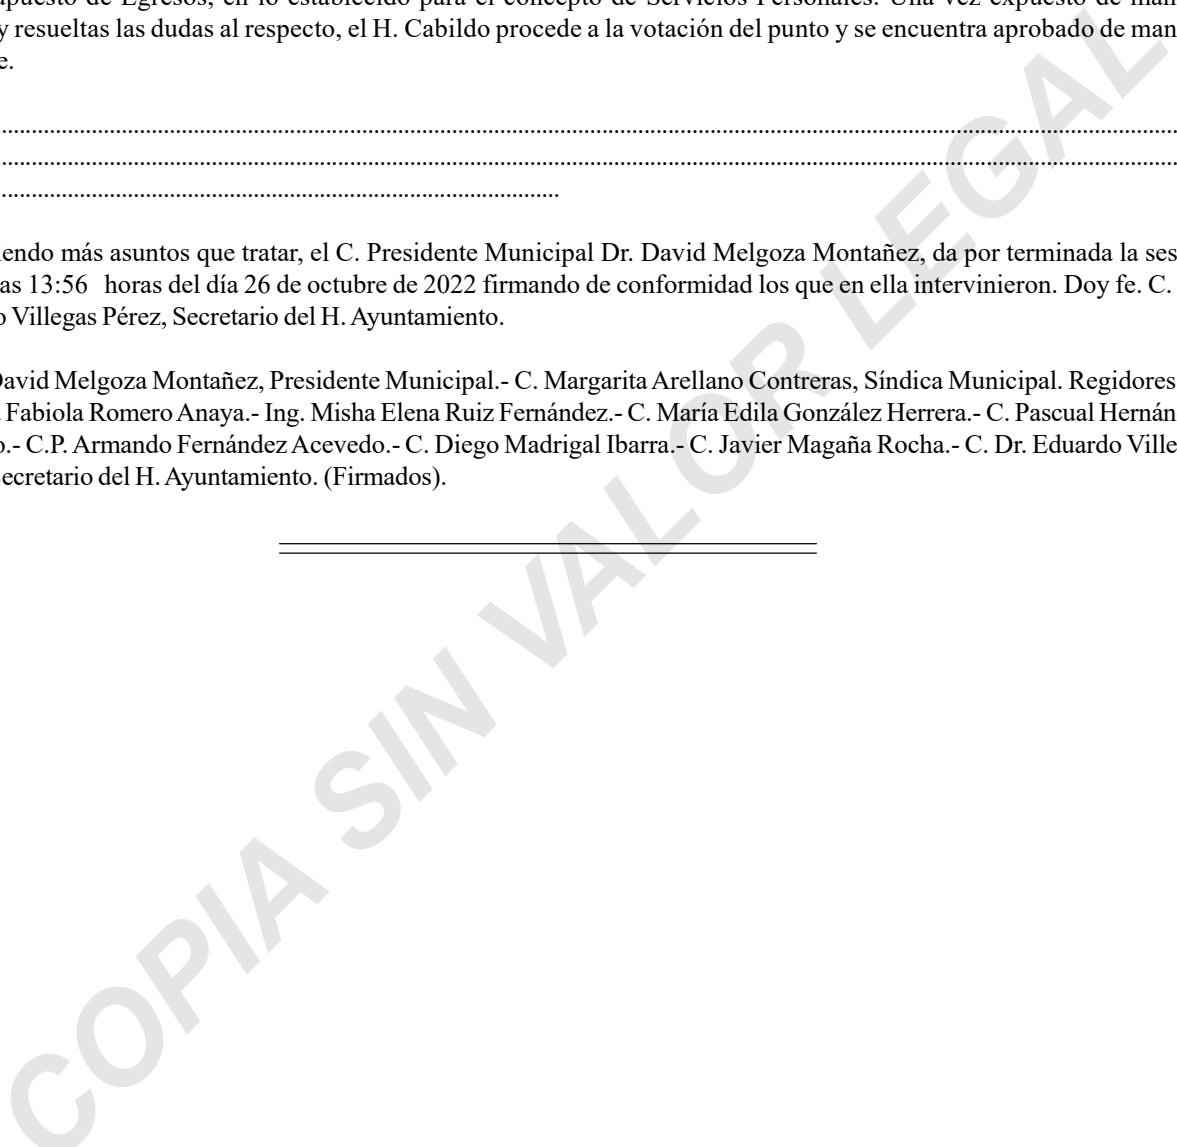 upuesto de Egresos, en lo establecido para el concepto de Servicios Personales. Una vez expuesto de man
y resueltas las dudas al respecto, el H. Cabildo procede a la votación del punto y se encuentra aprobado de man
e.
iendo más asuntos que tratar, el C. Presidente Municipal Dr. David Melgoza Montañez, da por terminada la ses
as 13:56 horas del día 26 de octubre de 2022 firmando de conformidad los que en ella intervinieron. Doy fe. C.
o Villegas Pérez, Secretario del H. Ayuntamiento.
David Melgoza Montañez, Presidente Municipal.- C. Margarita Arellano Contreras, Síndica Municipal. Regidores
Fabiola Romero Anaya.- Ing. Misha Elena Ruiz Fernández.- C. María Edila González Herrera.- C. Pascual Hernán
o.- C.P. Armando Fernández Acevedo.- C. Diego Madrigal Ibarra.- C. Javier Magaña Rocha.- C. Dr. Eduardo Ville
ecretario del H. Ayuntamiento. (Firmados).
COPIA SIN VALOR LEGAL